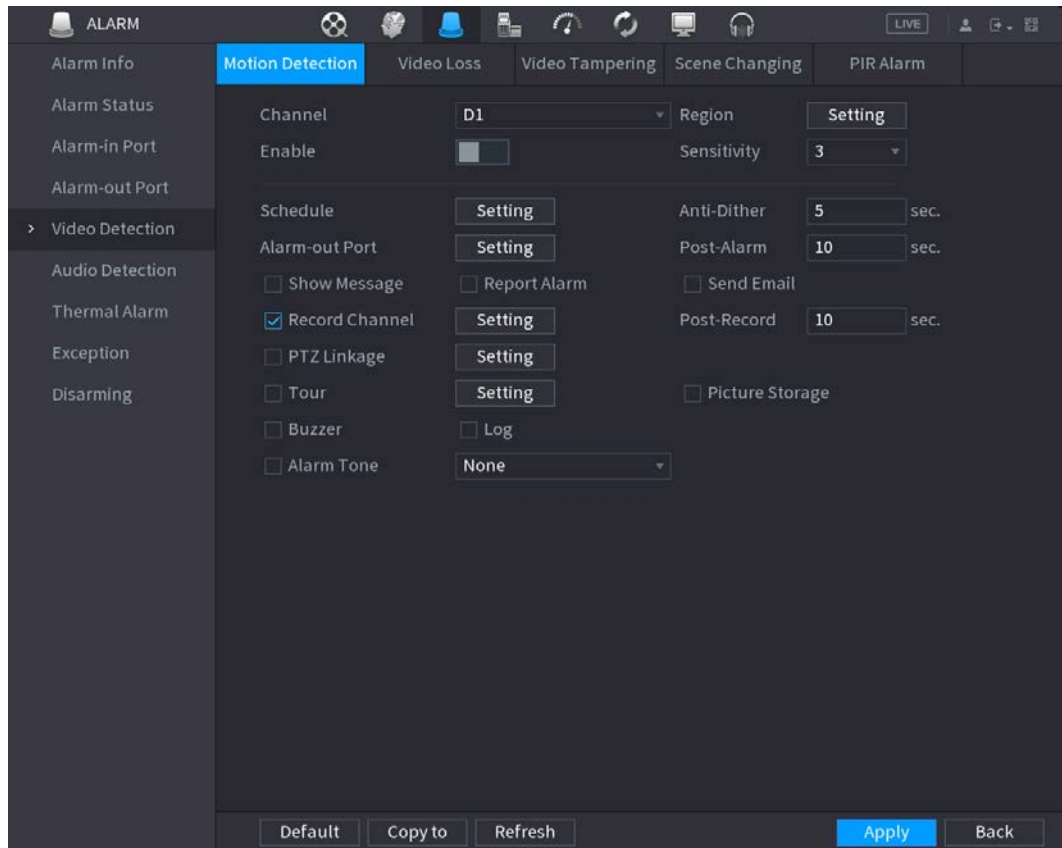 ALARM LIVE
Alarm Info
Alarm Status
Alarm-in Port
Alarm-out Port
Video Detection
Audio Detection
Thermal Alarm
Exception
Disarming
Motion Detection Video Loss Video Tampering Scene Changing PIR Alarm
Channel D1 Region Setting
Enable Sensitivity 3
Schedule Setting Anti-Dither 5 sec.
Alarm-out Port Setting Post-Alarm 10 sec.
Show Message Report Alarm Send Email
Record Channel Setting Post-Record 10 sec.
PTZ Linkage Setting
Tour Setting Picture Storage
Buzzer Log
Alarm Tone None
Default Copy to Refresh Apply Back